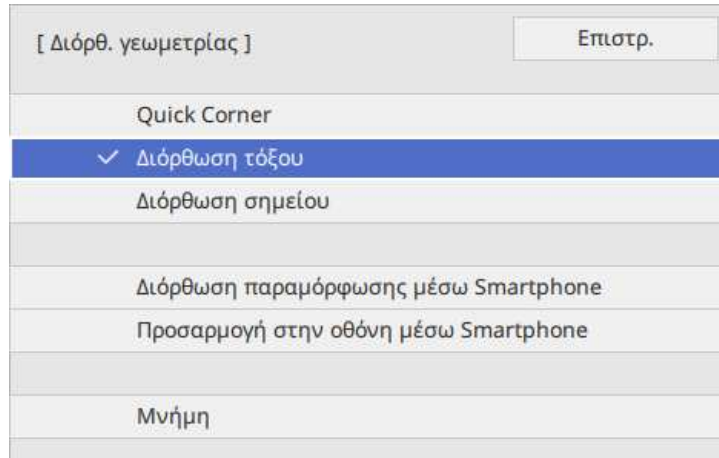 [ Διόρθ. γεωμετρίας ]
Επιστρ.
Quick Corner
Διόρθωση τόξου
Διόρθωση σημείου
Διόρθωση παραμόρφωσης μέσω Smartphone
Προσαρμογή στην οθόνη μέσω Smartphone
Μνήμη